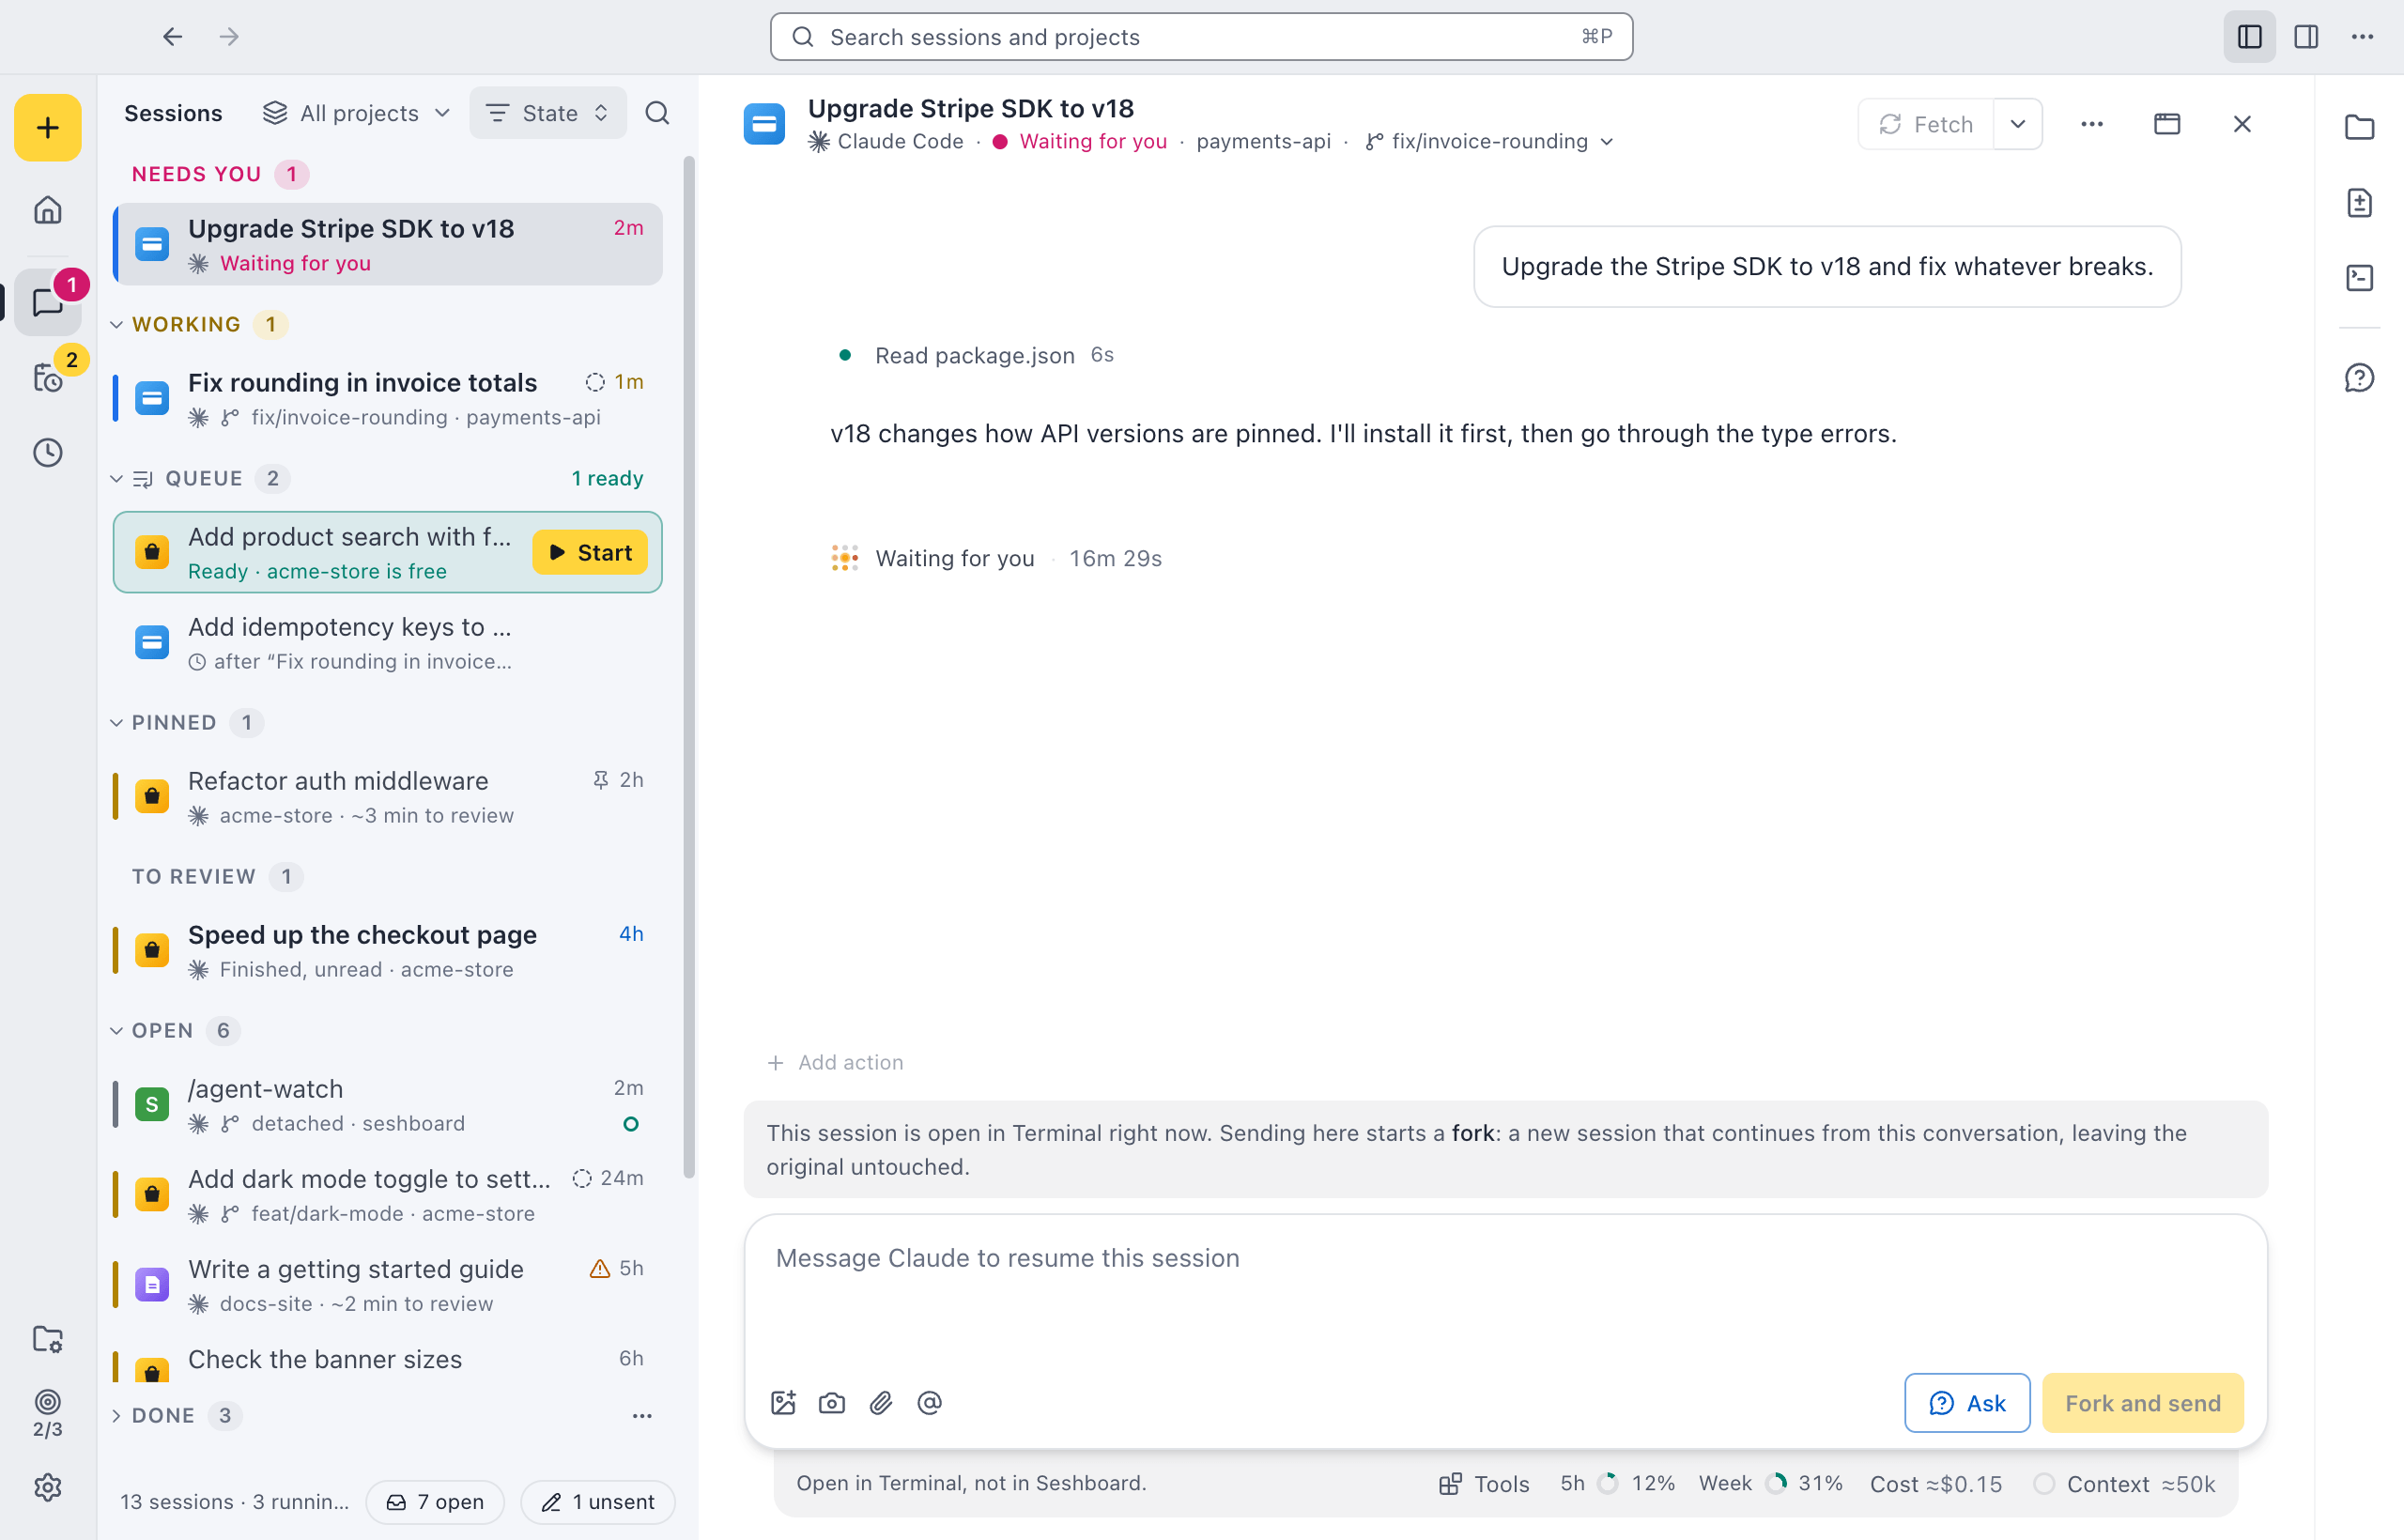 Search sessions and projects ⌘P
Sessions All projects State
NEEDS YOU 1
Upgrade Stripe SDK to v18 2m
Waiting for you
1
WORKING 1
2
Fix rounding in invoice totals 1m
fix/invoice-rounding · payments-api
QUEUE 2 1 ready
Add product search with f...
Ready · acme-store is free
Start
Add idempotency keys to ...
after “Fix rounding in invoice...
PINNED 1
Refactor auth middleware 2h
acme-store · ~3 min to review
TO REVIEW 1
Speed up the checkout page 4h
Finished, unread · acme-store
OPEN 6
S
/agent-watch 2m
detached · seshboard
Add dark mode toggle to sett... 24m
feat/dark-mode · acme-store
Write a getting started guide 5h
docs-site · ~2 min to review
Check the banner sizes 6h
DONE 3
2/3
13 sessions · 3 runnin... 7 open 1 unsent
Upgrade Stripe SDK to v18
Claude Code · Waiting for you · payments-api · fix/invoice-rounding
Fetch
Upgrade the Stripe SDK to v18 and fix whatever breaks.
Read package.json 6s
v18 changes how API versions are pinned. I'll install it first, then go through the type errors.
Waiting for you · 16m 29s
Add action
This session is open in Terminal right now. Sending here starts a fork: a new session that continues from this conversation, leaving the
original untouched.
Message Claude to resume this session
Ask
Fork and send
Open in Terminal, not in Seshboard.
Tools 5h 12% Week 31% Cost ≈$0.15 Context ≈50k